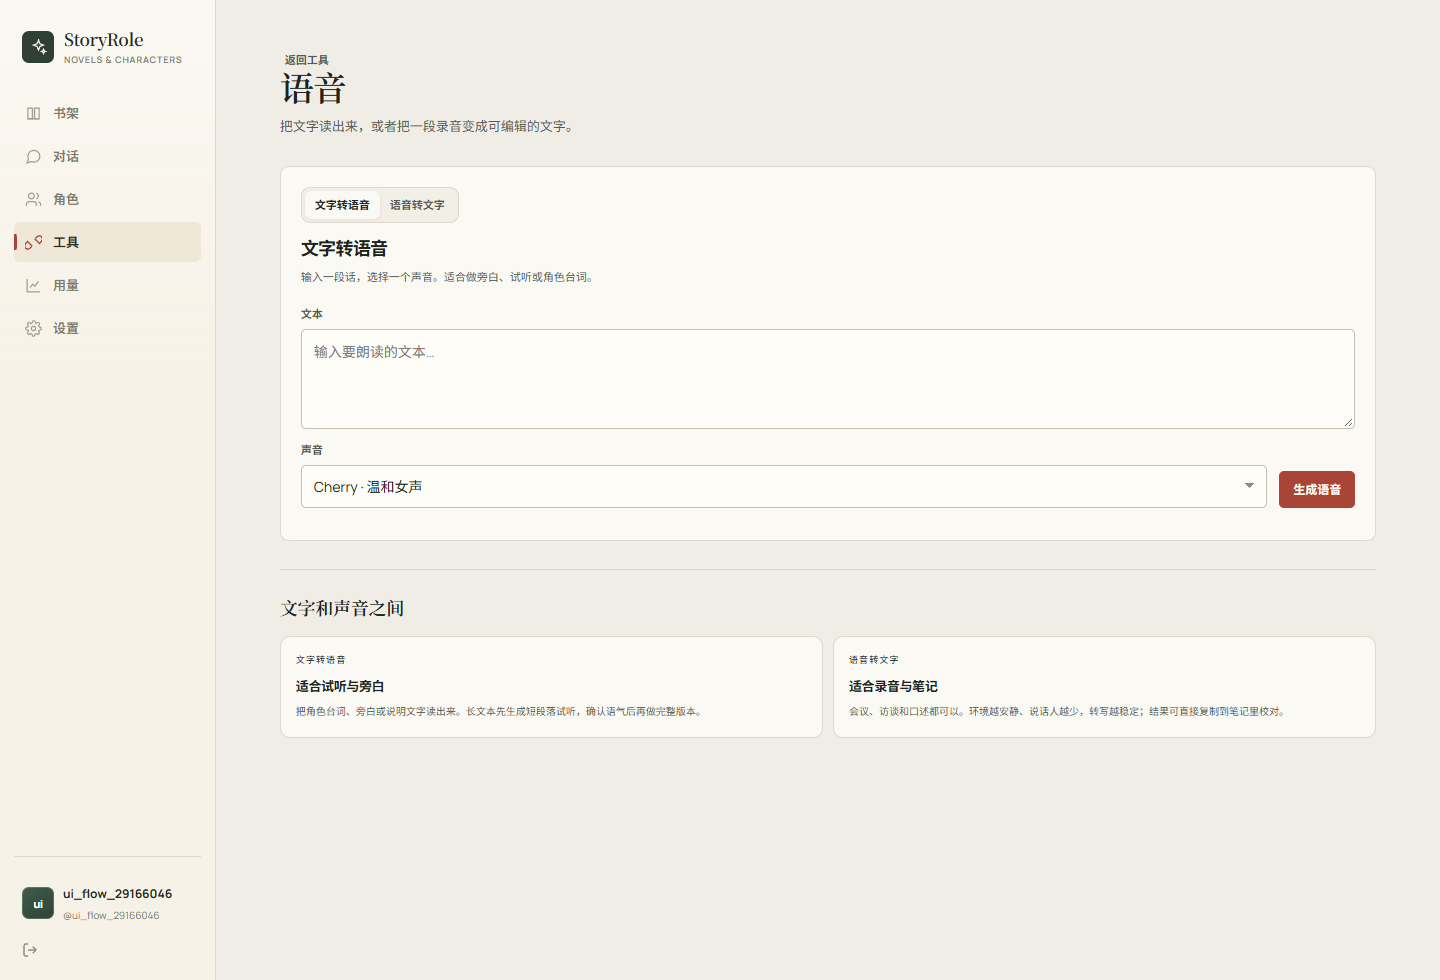 StoryRole
NOVELS & CHARACTERS
书架
对话
角色
工具
用量
设置
ui
ui_flow_29166046
@ui_flow_29166046
返回工具
语音
把文字读出来，或者把一段录音变成可编辑的文字。
文字转语音
语音转文字
文字转语音
输入一段话，选择一个声音。适合做旁白、试听或角色台词。
文本
输入要朗读的文本...
声音
Cherry · 温和女声
生成语音
文字和声音之间
文字转语音
适合试听与旁白
把角色台词、旁白或说明文字读出来。长文本先生成短段落试听，确认语气后再做完整版本。
语音转文字
适合录音与笔记
会议、访谈和口述都可以。环境越安静、说话人越少，转写越稳定；结果可直接复制到笔记里校对。